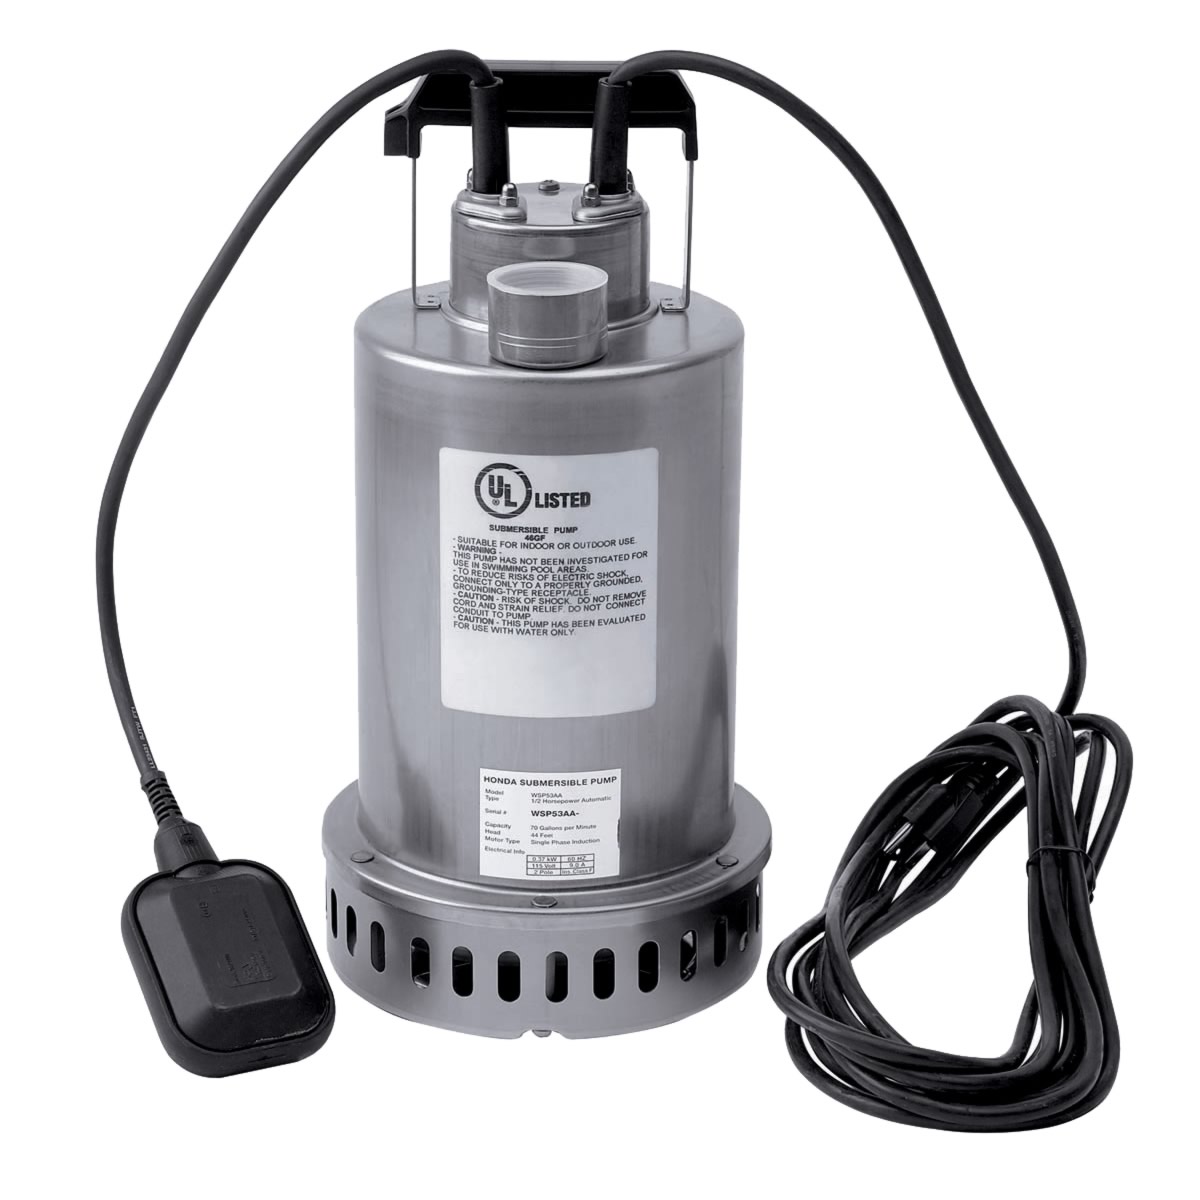 UL
®
LISTED
SUBMERSIBLE PUMP
46GF
- SUITABLE FOR INDOOR OR OUTDOOR USE.
- WARNING -
THIS PUMP HAS NOT BEEN INVESTIGATED FOR
USE IN SWIMMING POOL AREAS.
- TO REDUCE RISKS OF ELECTRIC SHOCK,
CONNECT ONLY TO A PROPERLY GROUNDED,
GROUNDING-TYPE RECEPTACLE.
- CAUTION - RISK OF SHOCK. DO NOT REMOVE
CORD AND STRAIN RELIEF. DO NOT CONNECT
CONDUIT TO PUMP.
- CAUTION - THIS PUMP HAS BEEN EVALUATED
FOR USE WITH WATER ONLY.
HONDA SUBMERSIBLE PUMP
Model WSP53AA
Type 1/2 Horsepower Automatic
Serial # WSP53AA-
Capacity 70 Gallons per Minute
Head 44 Feet
Motor Type Single Phase Induction
Electrical Info
0.37 kW 60 HZ
115 Volt 9.0 A
2 Pole Ins. Class F